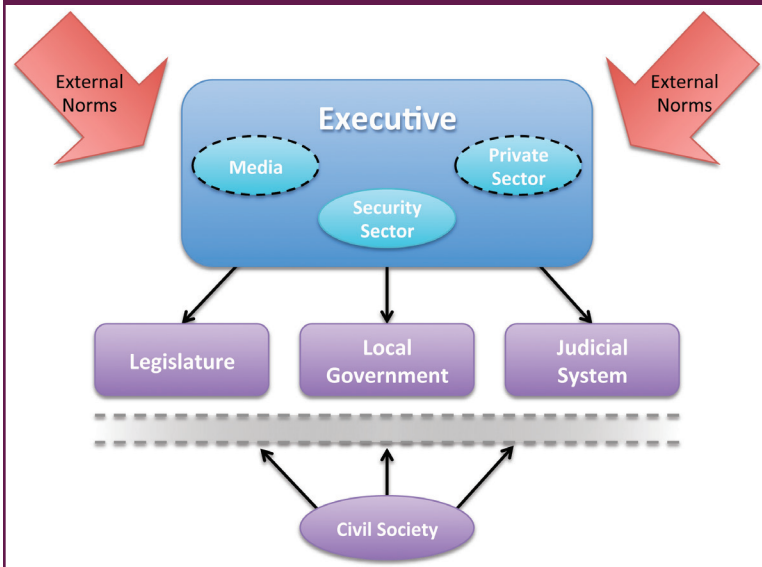 External
Norms
External
Norms
Executive
Media
Private
Sector
Security
Sector
Legislature
Local
Government
Judicial
System
Civil Society